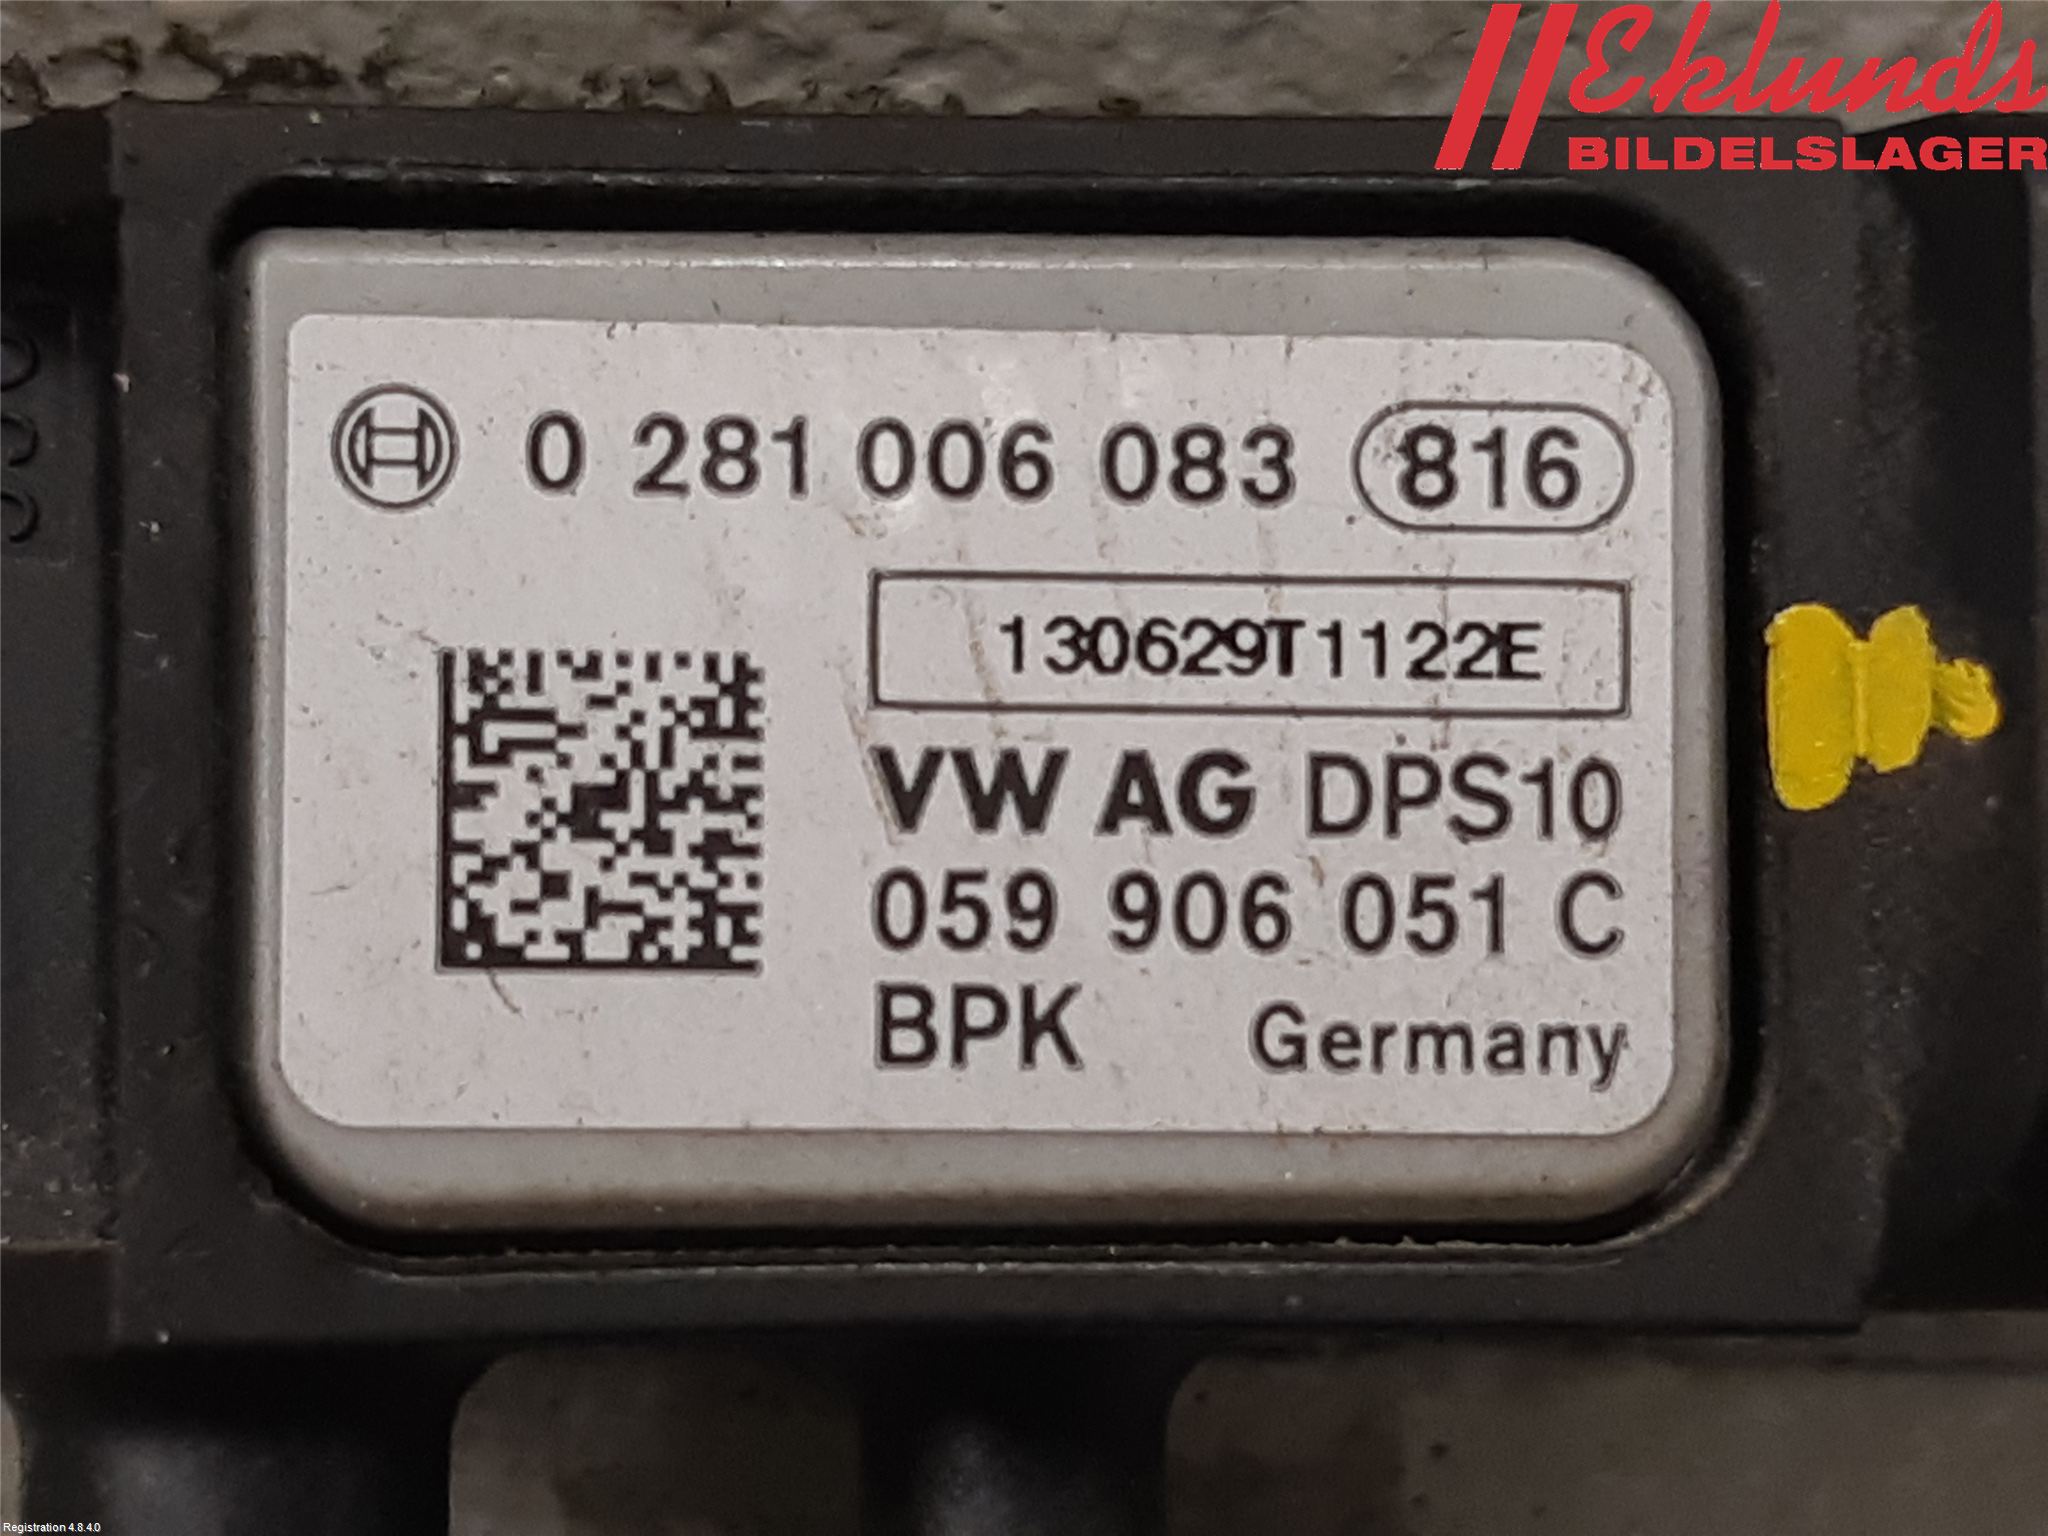 Eklunds
BILDELSLAGER
0 281 006 083 816
130629T1122E
VW AG DPS10
059 906 051 C
BPK Germany
Registration 4.8.4.0